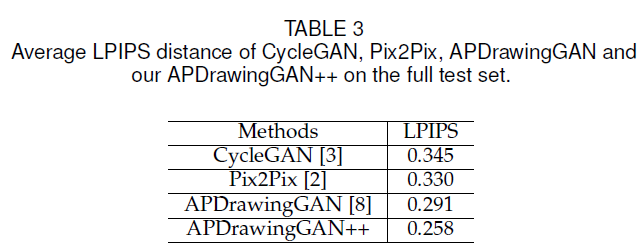 TABLE 3
Average LPIPS distance of CycleGAN, Pix2Pix, APDrawingGAN and
our APDrawingGAN++ on the full test set.
Methods LPIPS
CycleGAN [3] 0.345
Pix2Pix [2] 0.330
APDrawingGAN [8] 0.291
APDrawingGAN++ 0.258